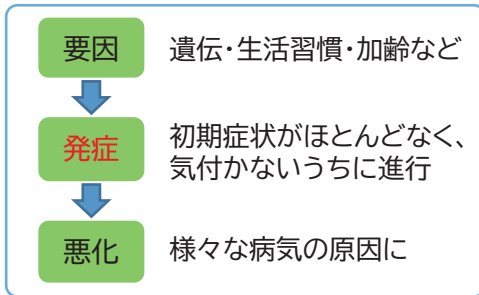 要因 遺伝・生活習慣・加齢など
発症 初期症状がほとんどなく、
気付かないうちに進行
悪化 様々な病気の原因に